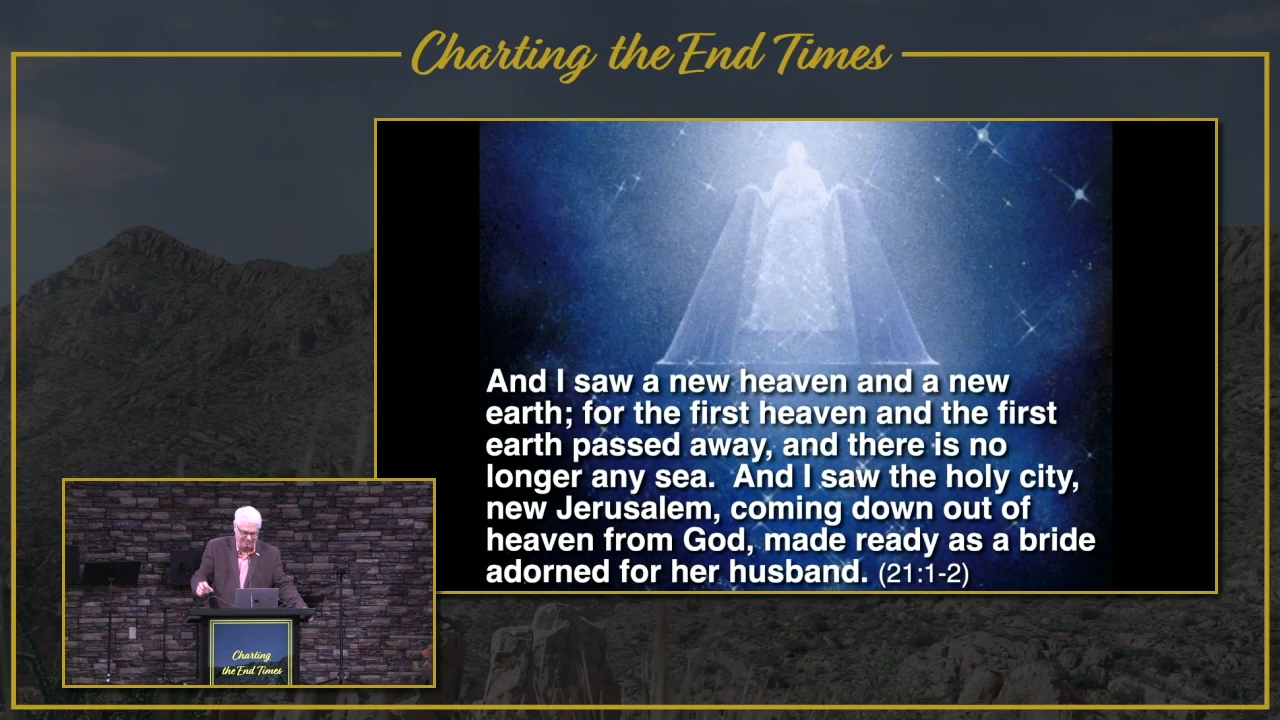 Charting the End Times
And I saw a new heaven and a new
earth; for the first heaven and the first
earth passed away, and there is no
longer any sea.  And I saw the holy city,
new Jerusalem, coming down out of
heaven from God, made ready as a bride
adorned for her husband. (21:1-2)
Charting
the End Times